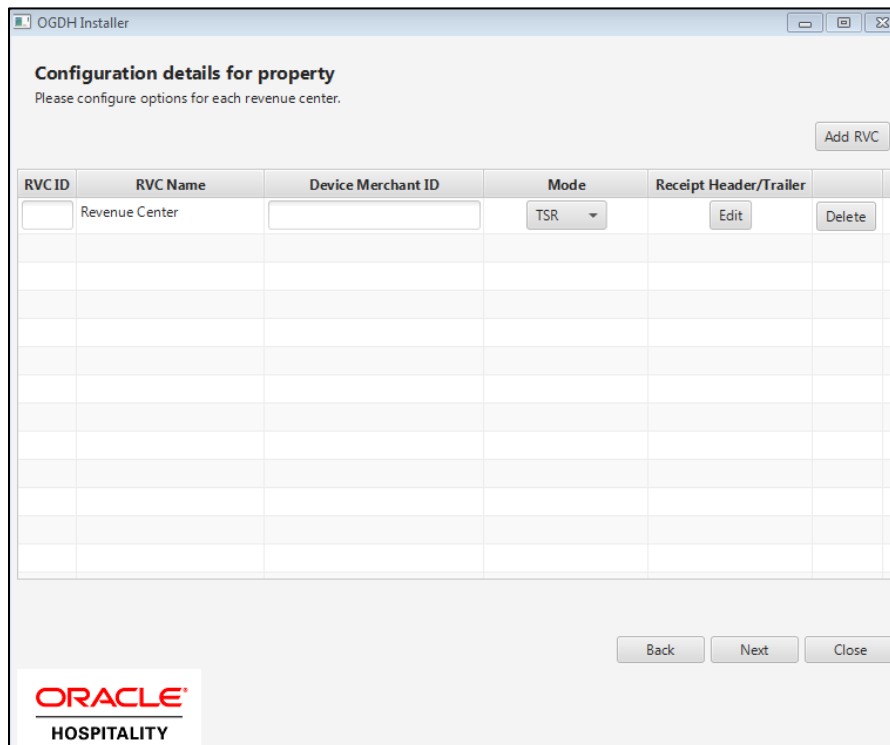 OGDH Installer
Configuration details for property
Please configure options for each revenue center.
Add RVC
RVC ID RVC Name Device Merchant ID Mode Receipt Header/Trailer
Revenue Center TSR Edit Delete
Back Next Close
ORACLE®
HOSPITALITY